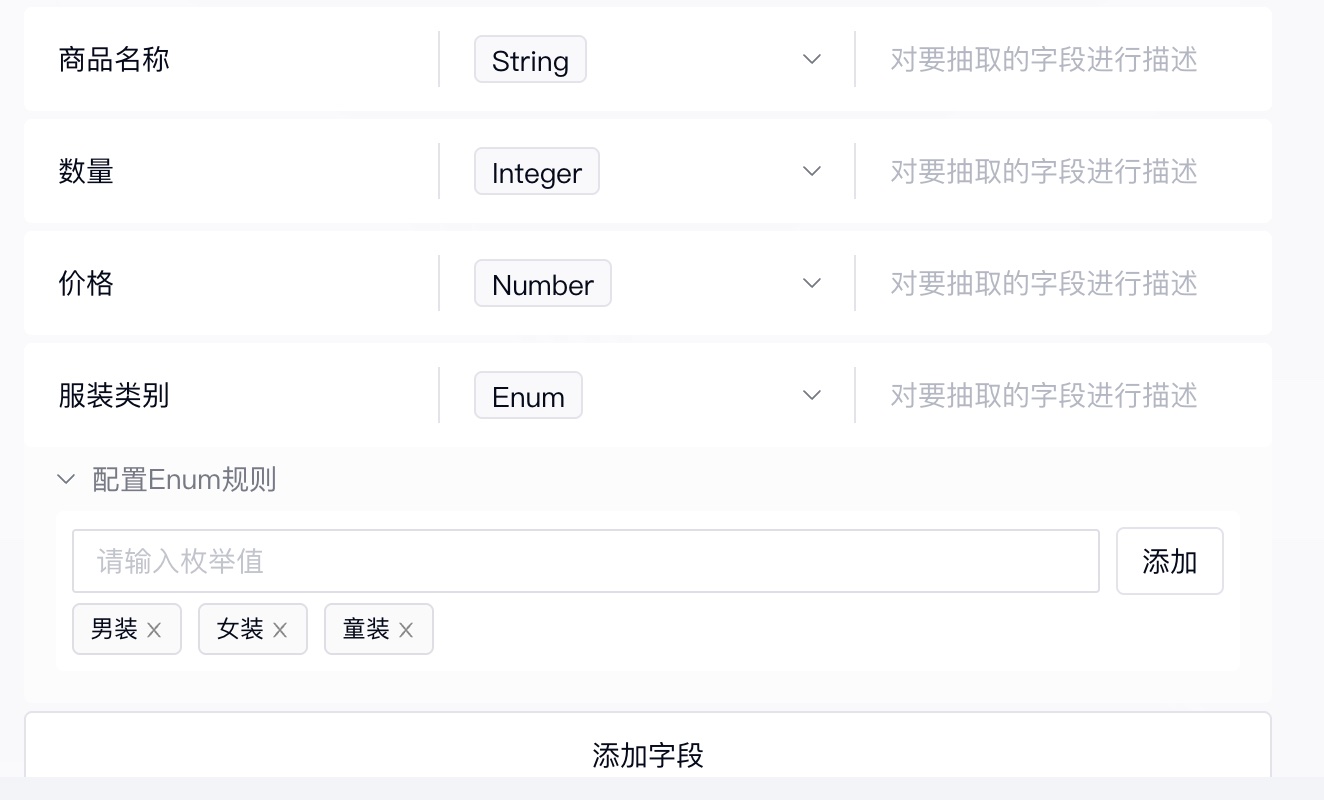 商品名称 String 对要抽取的字段进行描述
数量 Integer 对要抽取的字段进行描述
价格 Number 对要抽取的字段进行描述
服装类别 Enum 对要抽取的字段进行描述
配置Enum规则
请输入枚举值 添加
男装 女装 童装
添加字段